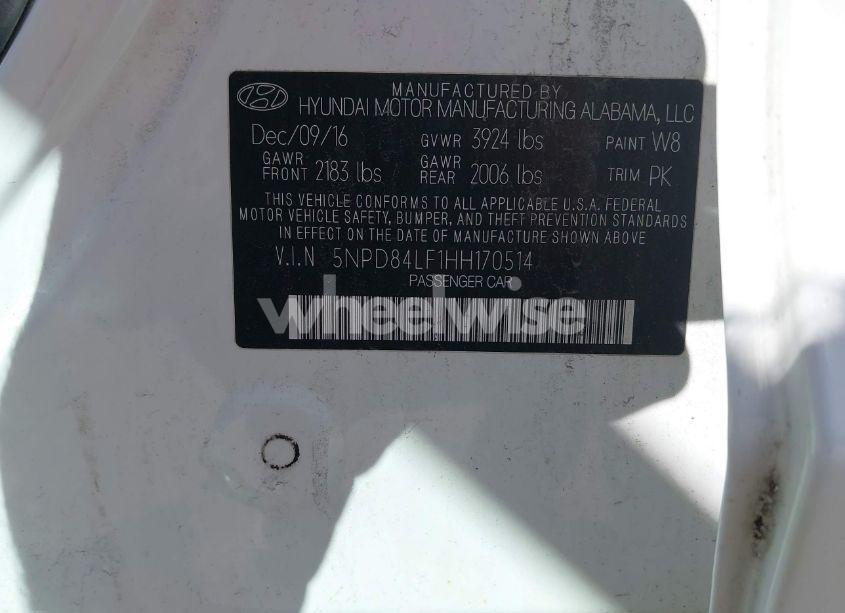 MANUFACTURED BY
HYUNDAI MOTOR MANUFACTURING ALABAMA, LLC
Dec/09/16 GVWR 3924 lbs PAINT W8
GAWR FRONT 2183 lbs GAWR REAR 2006 lbs TRIM PK
THIS VEHICLE CONFORMS TO ALL APPLICABLE U.S.A. FEDERAL
MOTOR VEHICLE SAFETY, BUMPER, AND THEFT PREVENTION STANDARDS
IN EFFECT ON THE DATE OF MANUFACTURE SHOWN ABOVE
V.I.N 5NPD84LF1HH170514
PASSENGER CAR
wheelwise